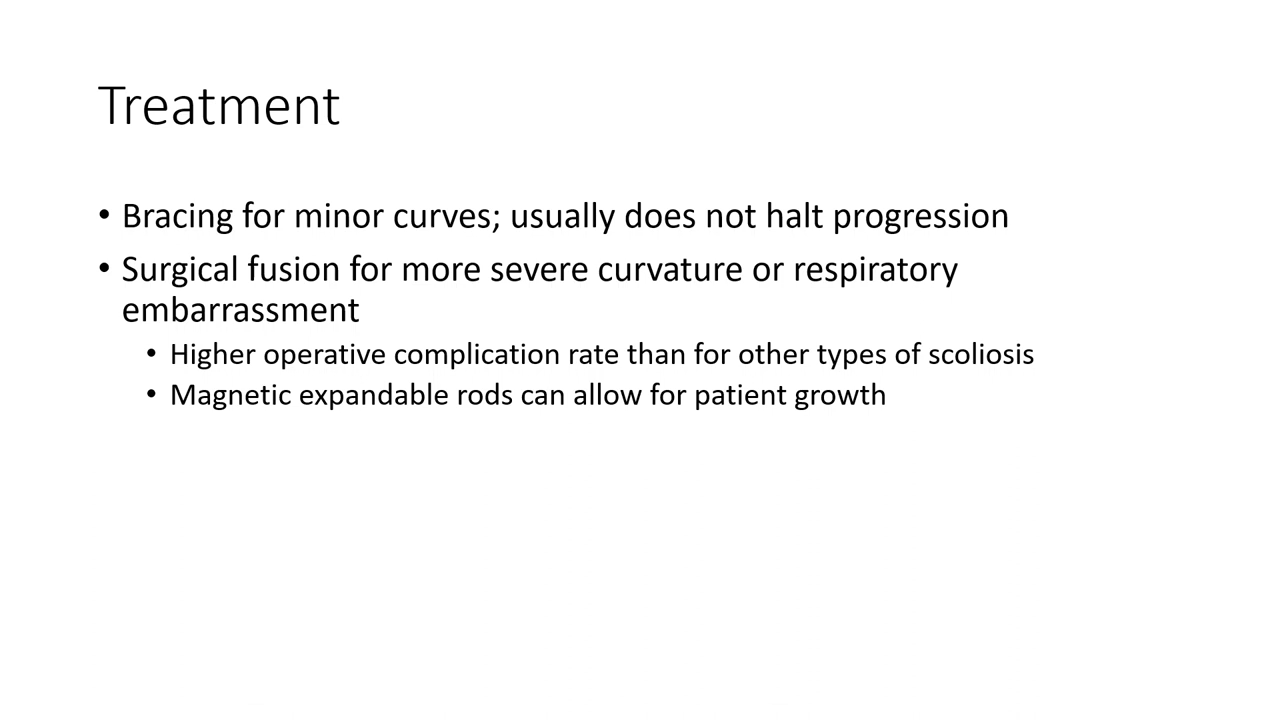 Treatment
• Bracing for minor curves; usually does not halt progression
• Surgical fusion for more severe curvature or respiratory
embarrassment
• Higher operative complication rate than for other types of scoliosis
• Magnetic expandable rods can allow for patient growth